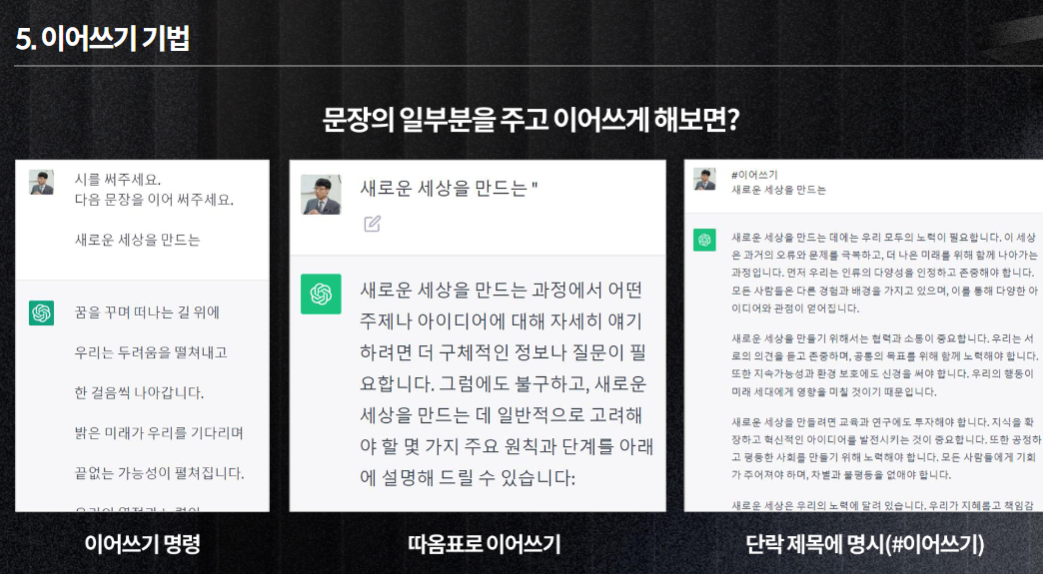 5. 이어쓰기 기법
문장의 일부분을 주고 이어쓰게 해보면?
시를 써주세요.
다음 문장을 이어 써주세요.
새로운 세상을 만드는
꿈을 꾸며 떠나는 길 위에
우리는 두려움을 떨쳐내고
한 걸음씩 나아갑니다.
밝은 미래가 우리를 기다리며
끝없는 가능성이 펼쳐집니다.
이어쓰기 명령
새로운 세상을 만드는 "
새로운 세상을 만드는 과정에서 어떤
주제나 아이디어에 대해 자세히 얘기
하려면 더 구체적인 정보나 질문이 필
요합니다. 그럼에도 불구하고, 새로운
세상을 만드는 데 일반적으로 고려해
야 할 몇 가지 주요 원칙과 단계를 아래
에 설명해 드릴 수 있습니다:
따옴표로 이어쓰기
#이어쓰기
새로운 세상을 만드는
새로운 세상을 만드는 데에는 우리 모두의 노력이 필요합니다. 이 세상
은 과거의 오류와 문제를 극복하고, 더 나은 미래를 위해 함께 나아가는
과정입니다. 먼저 우리는 인류의 다양성을 인정하고 존중해야 합니다.
모든 사람들은 다른 경험과 배경을 가지고 있으며, 이를 통해 다양한 아
이디어와 관점이 얻어집니다.
새로운 세상을 만들기 위해서는 협력과 소통이 중요합니다. 우리는 서
로의 의견을 듣고 존중하며, 공통의 목표를 위해 함께 노력해야 합니다.
또한 지속가능성과 환경 보호에도 신경을 써야 합니다. 우리의 행동이
미래 세대에게 영향을 미칠 것이기 때문입니다.
새로운 세상을 만들려면 교육과 연구에도 투자해야 합니다. 지식을 확
장하고 혁신적인 아이디어를 발전시키는 것이 중요합니다. 또한 공정하
고 평등한 사회를 만들기 위해 노력해야 합니다. 모든 사람들에게 기회
가 주어져야 하며, 차별과 불평등을 없애야 합니다.
새로운 세상은 우리의 노력에 달려 있습니다. 우리가 지혜롭고 책임감
단락 제목에 명시(#이어쓰기)